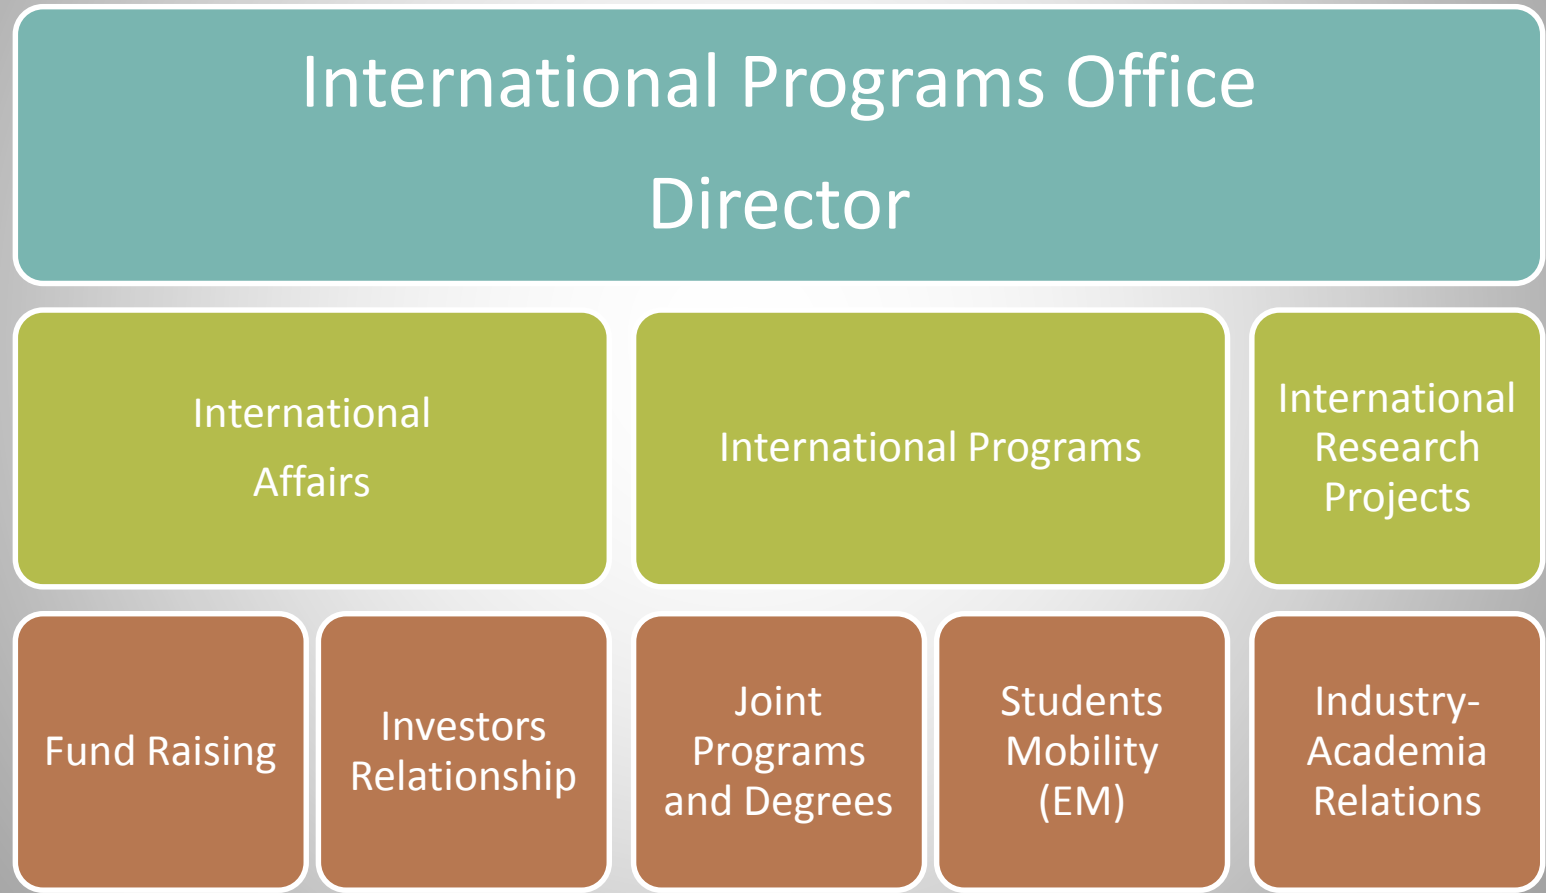 International Programs Office
Director
International
Affairs
International Programs
International
Research
Projects
Fund Raising
Investors
Relationship
Joint
Programs
and Degrees
Students
Mobility
(EM)
Industry-
Academia
Relations